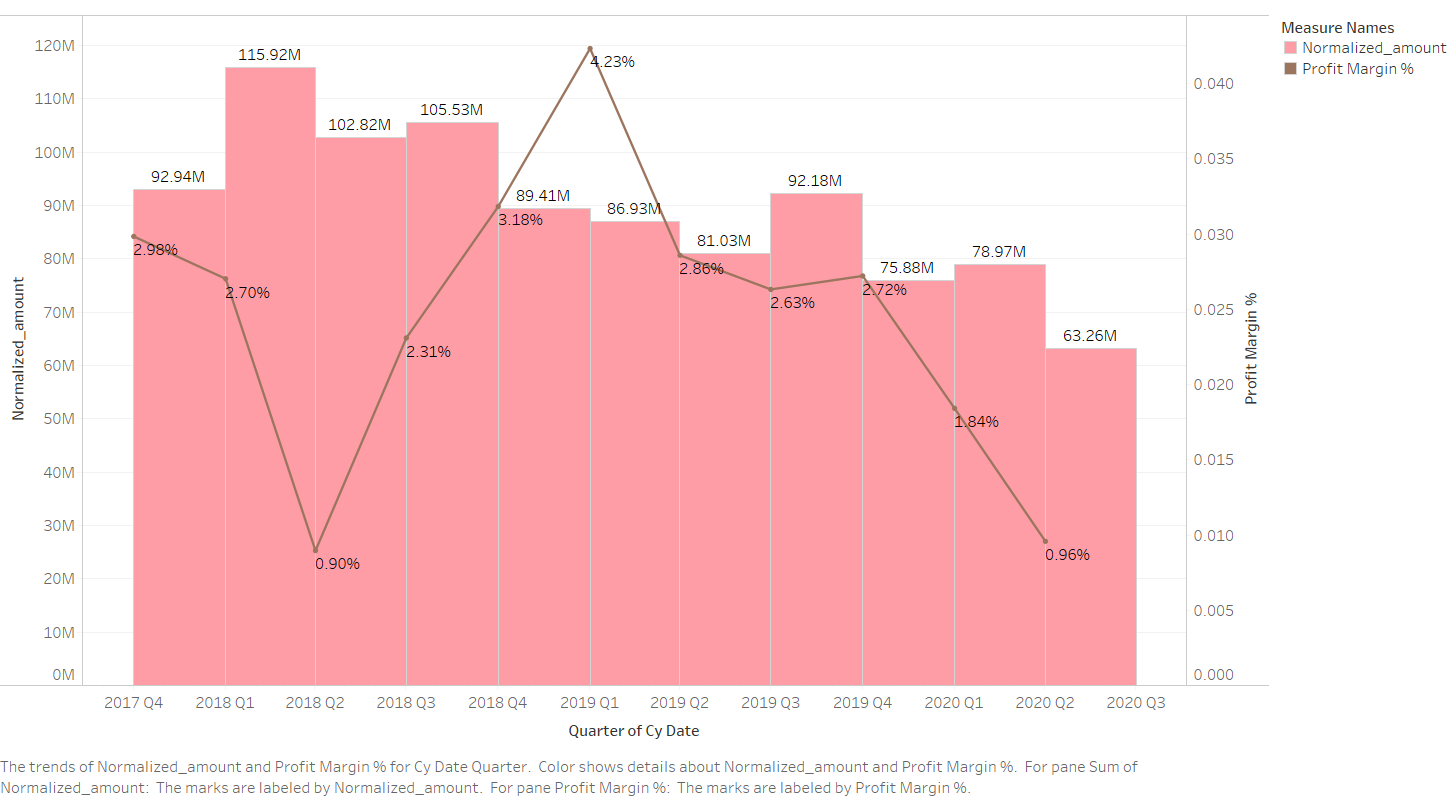 Measure Names
Normalized_amount
Profit Margin %
120M
110M
100M
90M
80M
70M
60M
50M
40M
30M
20M
10M
0M
Normalized_amount
92.94M
115.92M
102.82M
105.53M
89.41M
86.93M
81.03M
92.18M
75.88M
78.97M
63.26M
2.98%
2.70%
0.90%
2.31%
3.18%
4.23%
2.86%
2.63%
2.72%
1.84%
0.96%
0.040
0.035
0.030
0.025
0.020
0.015
0.010
0.005
0.000
Profit Margin %
2017 Q4 2018 Q1 2018 Q2 2018 Q3 2018 Q4 2019 Q1 2019 Q2 2019 Q3 2019 Q4 2020 Q1 2020 Q2 2020 Q3
Quarter of Cy Date
The trends of Normalized_amount and Profit Margin % for Cy Date Quarter. Color shows details about Normalized_amount and Profit Margin %. For pane Sum of
Normalized_amount: The marks are labeled by Normalized_amount. For pane Profit Margin %: The marks are labeled by Profit Margin %.